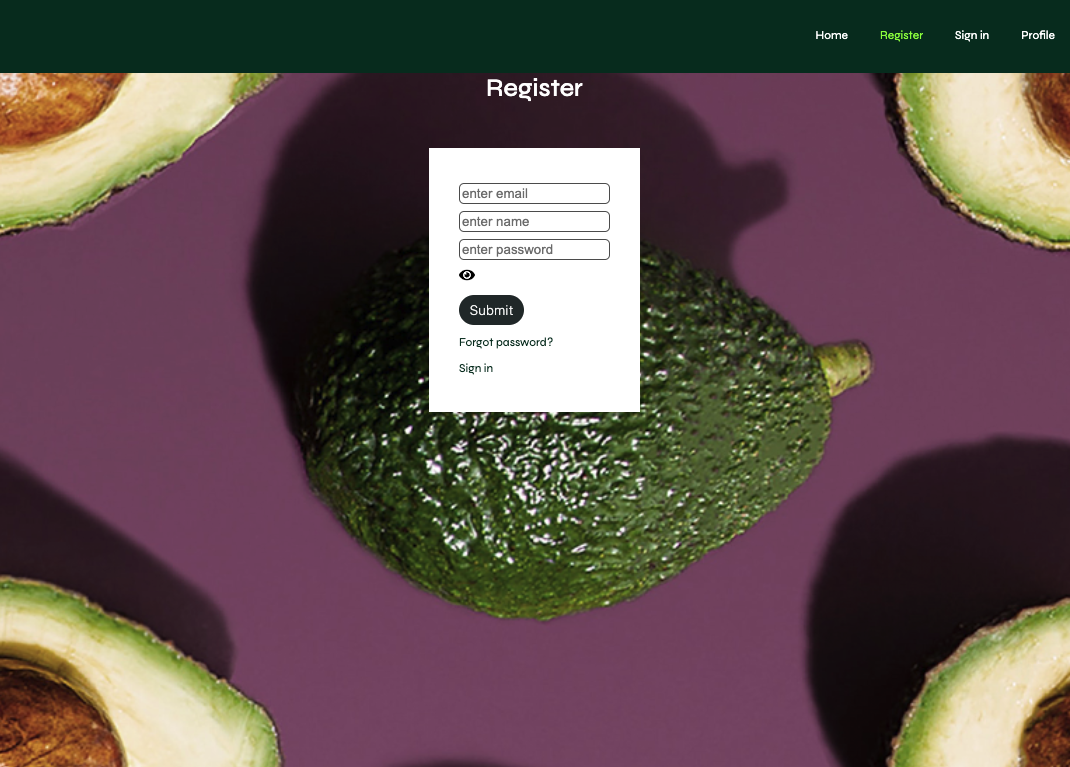 Home Register Sign in Profile
Register
enter email
enter name
enter password
Submit
Forgot password?
Sign in